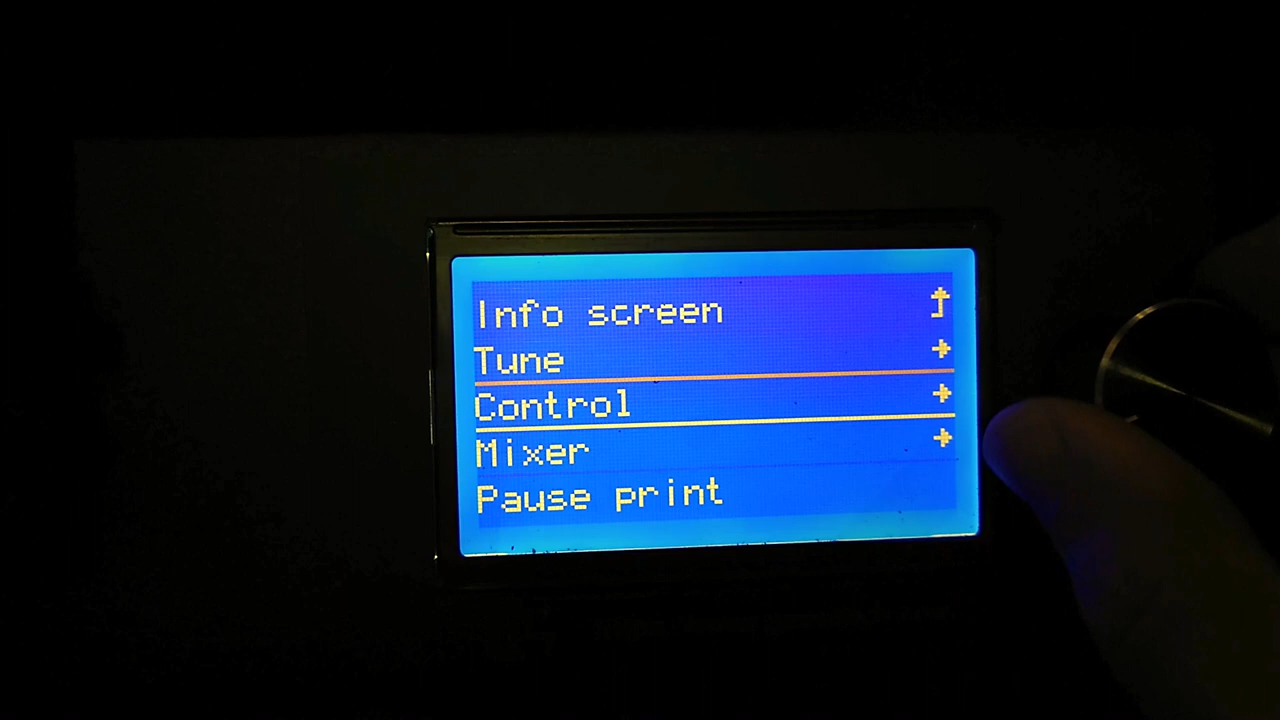 Info screen
Tune
Control
Mixer
Pause print